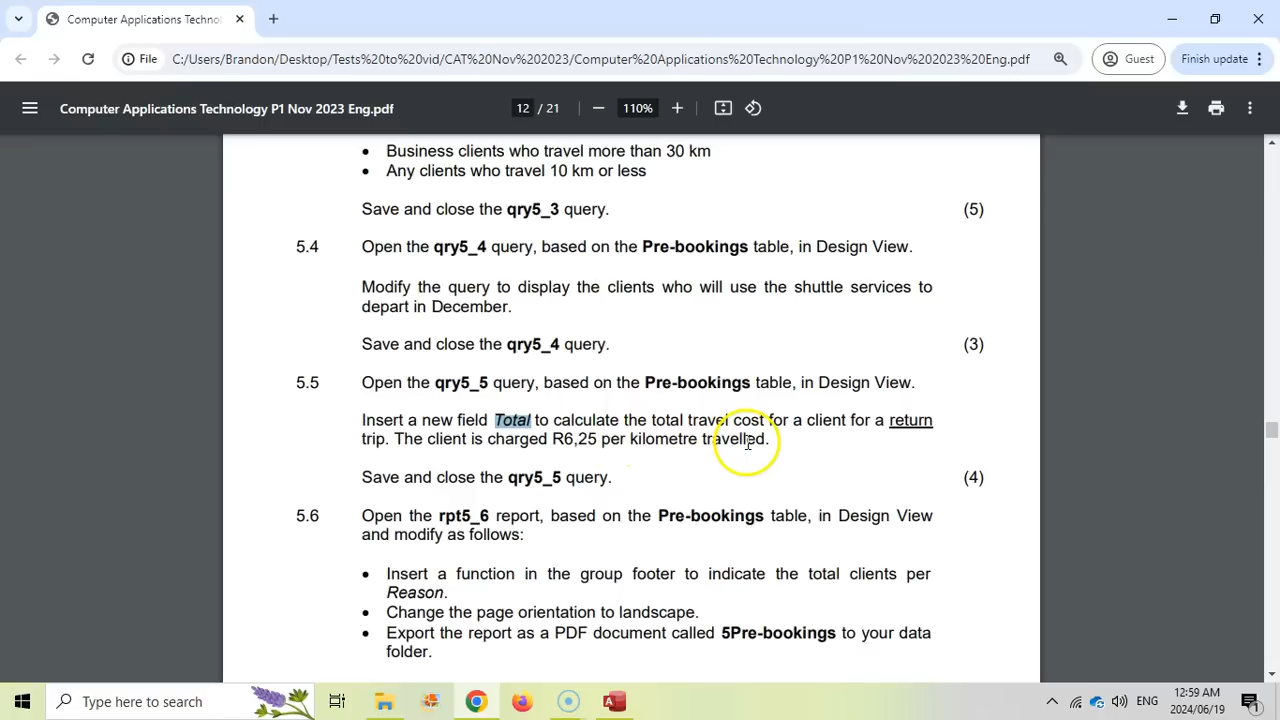 Computer Applications Techno
File
C:/Users/Brandon/Desktop/Tests%20to%20vid/CAT%20Nov%202023/Computer%20Applications%20Technology%20P1%20Nov%202023%20Eng.pdf
Guest
Finish update
Computer Applications Technology P1 Nov 2023 Eng.pdf
12 / 21
110%
• Business clients who travel more than 30 km
• Any clients who travel 10 km or less
Save and close the qry5_3 query. (5)
5.4 Open the qry5_4 query, based on the Pre-bookings table, in Design View.
Modify the query to display the clients who will use the shuttle services to
depart in December.
Save and close the qry5_4 query. (3)
5.5 Open the qry5_5 query, based on the Pre-bookings table, in Design View.
Insert a new field Total to calculate the total travel cost for a client for a return
trip. The client is charged R6,25 per kilometre travelled.
Save and close the qry5_5 query. (4)
5.6 Open the rpt5_6 report, based on the Pre-bookings table, in Design View
and modify as follows:
• Insert a function in the group footer to indicate the total clients per
Reason.
• Change the page orientation to landscape.
• Export the report as a PDF document called 5Pre-bookings to your data
folder.
Type here to search
ENG
12:59 AM
2024/06/19